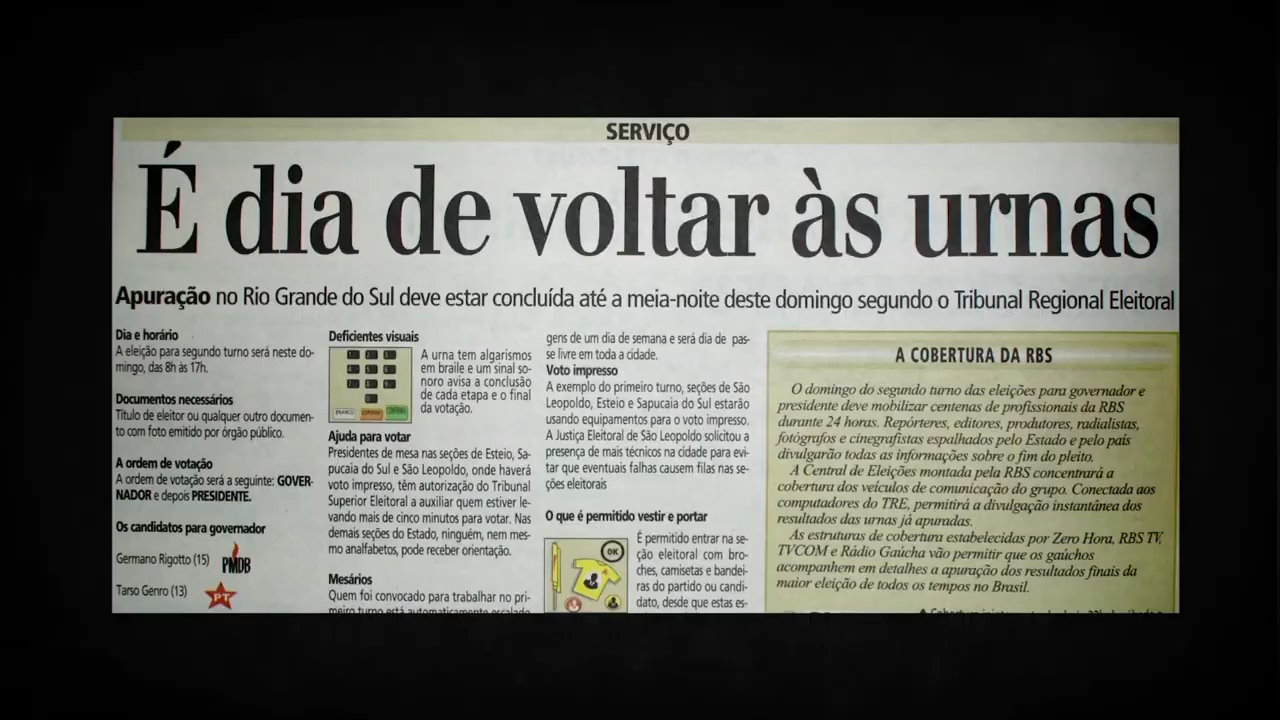 SERVIÇO
É dia de voltar às urnas
Apuração no Rio Grande do Sul deve estar concluída até a meia-noite deste domingo segundo o Tribunal Regional Eleitoral
Dia e horário
A eleição para segundo turno será neste do-
mingo, das 8h às 17h.
Documentos necessários
Título de eleitor ou qualquer outro documen-
to com foto emitido por órgão público.
A ordem de votação
A ordem de votação será a seguinte: GOVER-
NADOR e depois PRESIDENTE.
Os candidatos para governador
Germano Rigotto (15)
PMDB
Tarso Genro (13)
PT
Deficientes visuais
A urna tem algarismos
em braile e um sinal so-
noro avisa a conclusão
de cada etapa e o final
da votação.
Ajuda para votar
Presidentes de mesa nas seções de Esteio, Sa-
pucaia do Sul e São Leopoldo, onde haverá
voto impresso, têm autorização do Tribunal
Superior Eleitoral a auxiliar quem estiver le-
vando mais de cinco minutos para votar. Nas
demais seções do Estado, ninguém, nem mes-
mo analfabetos, pode receber orientação.
Mesários
Quem foi convocado para trabalhar no pri-
meiro turno está automaticamente escalado
gens de um dia de semana e será dia de pas-
se livre em toda a cidade.
Voto impresso
A exemplo do primeiro turno, seções de São
Leopoldo, Esteio e Sapucaia do Sul estarão
usando equipamentos para o voto impresso.
A Justiça Eleitoral de São Leopoldo solicitou a
presença de mais técnicos na cidade para evi-
tar que eventuais falhas causem filas nas se-
ções eleitorais
O que é permitido vestir e portar
OK
É permitido entrar na se-
ção eleitoral com bro-
ches, camisetas e bandei-
ras do partido ou candi-
dato, desde que estas es-
A COBERTURA DA RBS
O domingo do segundo turno das eleições para governador e
presidente deve mobilizar centenas de profissionais da RBS
durante 24 horas. Repórteres, editores, produtores, radialistas,
fotógrafos e cinegrafistas espalhados pelo Estado e pelo país
divulgarão todas as informações sobre o fim do pleito.
A Central de Eleições montada pela RBS concentrará a
cobertura dos veículos de comunicação do grupo. Conectada aos
computadores do TRE, permitirá a divulgação instantânea dos
resultados das urnas já apuradas.
As estruturas de cobertura estabelecidas por Zero Hora, RBS TV,
TVCOM e Rádio Gaúcha vão permitir que os gaúchos
acompanhem em detalhes a apuração dos resultados finais da
maior eleição de todos os tempos no Brasil.